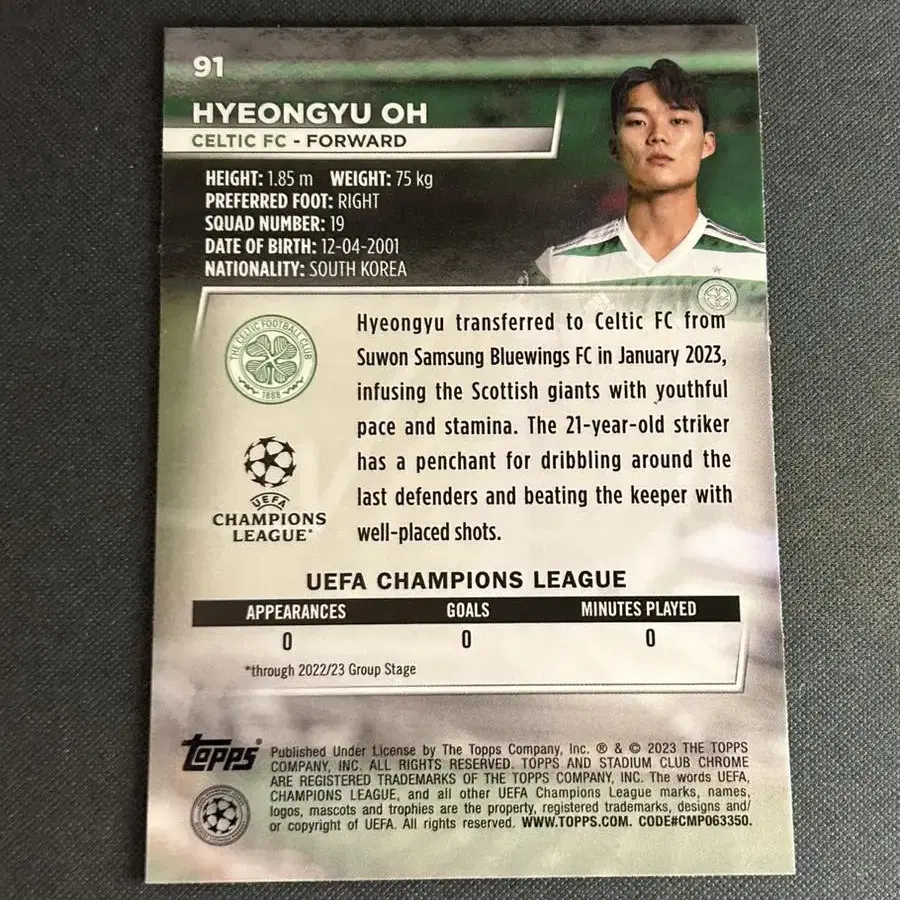 91
HYEONGYU OH
CELTIC FC - FORWARD
HEIGHT: 1.85 m WEIGHT: 75 kg
PREFERRED FOOT: RIGHT
SQUAD NUMBER: 19
DATE OF BIRTH: 12-04-2001
NATIONALITY: SOUTH KOREA
THE CELTIC FOOTBALL CLUB
1888
Hyeongyu transferred to Celtic FC from
Suwon Samsung Bluewings FC in January 2023,
infusing the Scottish giants with youthful
pace and stamina. The 21-year-old striker
has a penchant for dribbling around the
last defenders and beating the keeper with
well-placed shots.
UEFA
CHAMPIONS
LEAGUE*
UEFA CHAMPIONS LEAGUE
APPEARANCES GOALS MINUTES PLAYED
0 0 0
*through 2022/23 Group Stage
topps® Published Under License by The Topps Company, Inc. ® & © 2023 THE TOPPS
COMPANY, INC. ALL RIGHTS RESERVED. TOPPS AND STADIUM CLUB CHROME
ARE REGISTERED TRADEMARKS OF THE TOPPS COMPANY, INC. The words UEFA,
CHAMPIONS LEAGUE, and all other UEFA Champions League marks, names,
logos, mascots and trophies are the property, registered trademarks, designs and/
or copyright of UEFA. All rights reserved. WWW.TOPPS.COM. CODE#CMP063350.